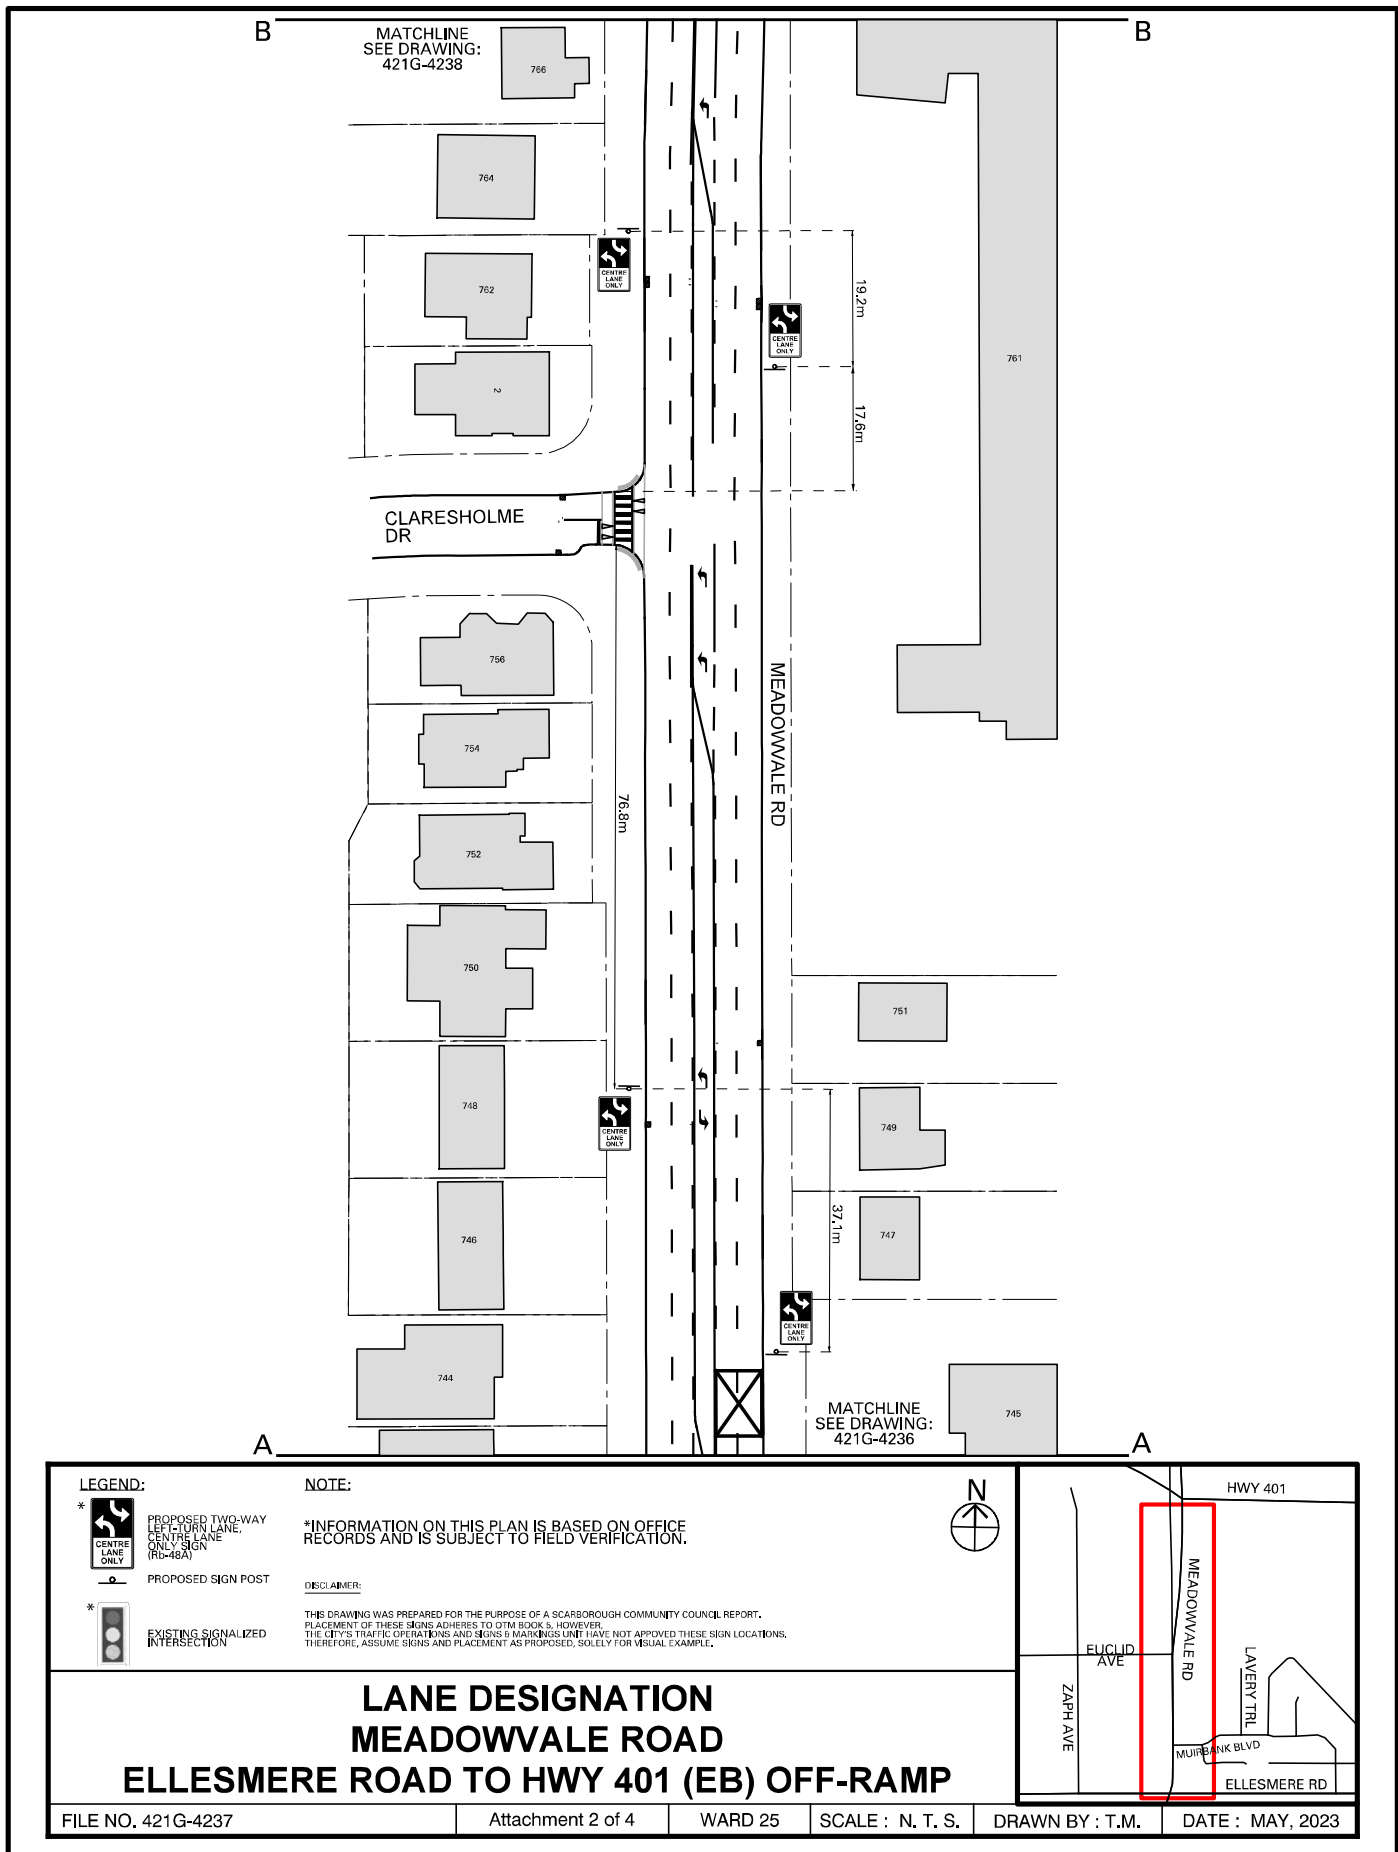 B
MATCHLINE
SEE DRAWING:
421G-4238
B
766
764
762
2
CENTRE
LANE
ONLY
CENTRE
LANE
ONLY
19.2m
17.6m
761
CLARESHOLME
DR
756
754
752
750
748
746
744
76.8m
MEADOWVALE RD
751
749
747
745
CENTRE
LANE
ONLY
37.1m
CENTRE
LANE
ONLY
MATCHLINE
SEE DRAWING:
421G-4236
A
A
LEGEND:
*
CENTRE
LANE
ONLY
PROPOSED TWO-WAY
LEFT-TURN LANE,
CENTRE LANE
ONLY SIGN
(Rb-48A)
PROPOSED SIGN POST
*
EXISTING SIGNALIZED
INTERSECTION
NOTE:
*INFORMATION ON THIS PLAN IS BASED ON OFFICE
RECORDS AND IS SUBJECT TO FIELD VERIFICATION.
DISCLAIMER:
THIS DRAWING WAS PREPARED FOR THE PURPOSE OF A SCARBOROUGH COMMUNITY COUNCIL REPORT.
PLACEMENT OF THESE SIGNS ADHERES TO OTM BOOK 5, HOWEVER,
THE CITY'S TRAFFIC OPERATIONS AND SIGNS & MARKINGS UNIT HAVE NOT APPOVED THESE SIGN LOCATIONS.
THEREFORE, ASSUME SIGNS AND PLACEMENT AS PROPOSED, SOLELY FOR VISUAL EXAMPLE.
N
HWY 401
MEADOWVALE RD
EUCLID
AVE
ZAPH AVE
LAVERY TRL
MUIRBANK BLVD
ELLESMERE RD
LANE DESIGNATION
MEADOWVALE ROAD
ELLESMERE ROAD TO HWY 401 (EB) OFF-RAMP
FILE NO. 421G-4237
Attachment 2 of 4
WARD 25
SCALE : N. T. S.
DRAWN BY : T.M.
DATE : MAY, 2023